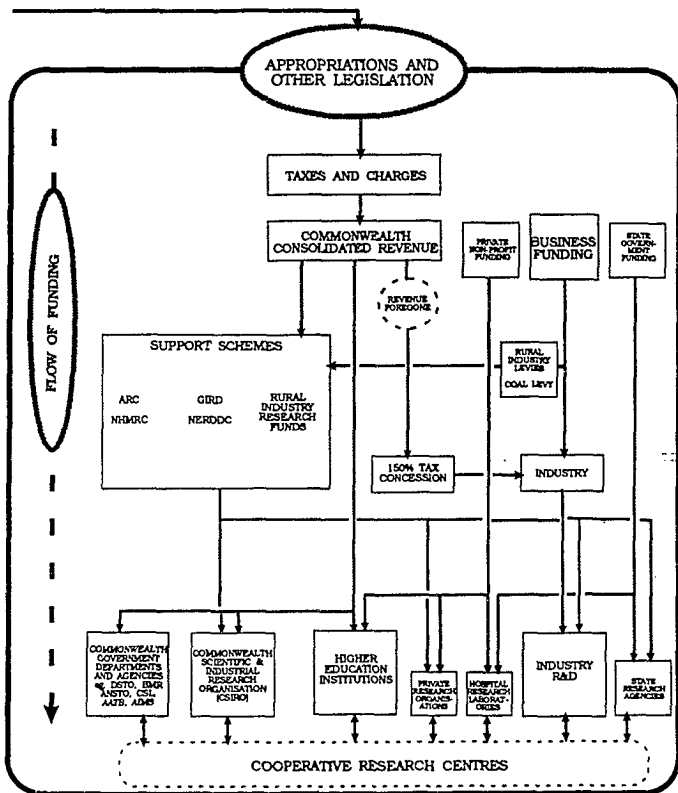 APPROPRIATIONS AND
OTHER LEGISLATION
TAXES AND CHARGES
COMMONWEALTH
CONSOLIDATED REVENUE
PRIVATE
NON-PROFIT
FUNDING
BUSINESS
FUNDING
STATE
GOVERN-
MENT
FUNDING
FLOW OF FUNDING
REVENUE
FOREGONE
SUPPORT SCHEMES
ARC
GIRD
RURAL
INDUSTRY
RESEARCH
FUNDS
NHMRC
NERDDC
RURAL
INDUSTRY
LEVIES
COAL LEVY
150% TAX
CONCESSION
INDUSTRY
COMMONWEALTH
GOVERNMENT
DEPARTMENTS
AND AGENCIES
eg. DSTO, BMR
ANSTO, CSL,
AATB, AIMS
COMMONWEALTH
SCIENTIFIC &
INDUSTRIAL
RESEARCH
ORGANISATION
(CSIRO)
HIGHER
EDUCATION
INSTITUTIONS
PRIVATE
RESEARCH
ORGANIS-
ATIONS
HOSPITAL
RESEARCH
LABORAT-
ORIES
INDUSTRY
R&D
STATE
RESEARCH
AGENCIES
COOPERATIVE RESEARCH CENTRES